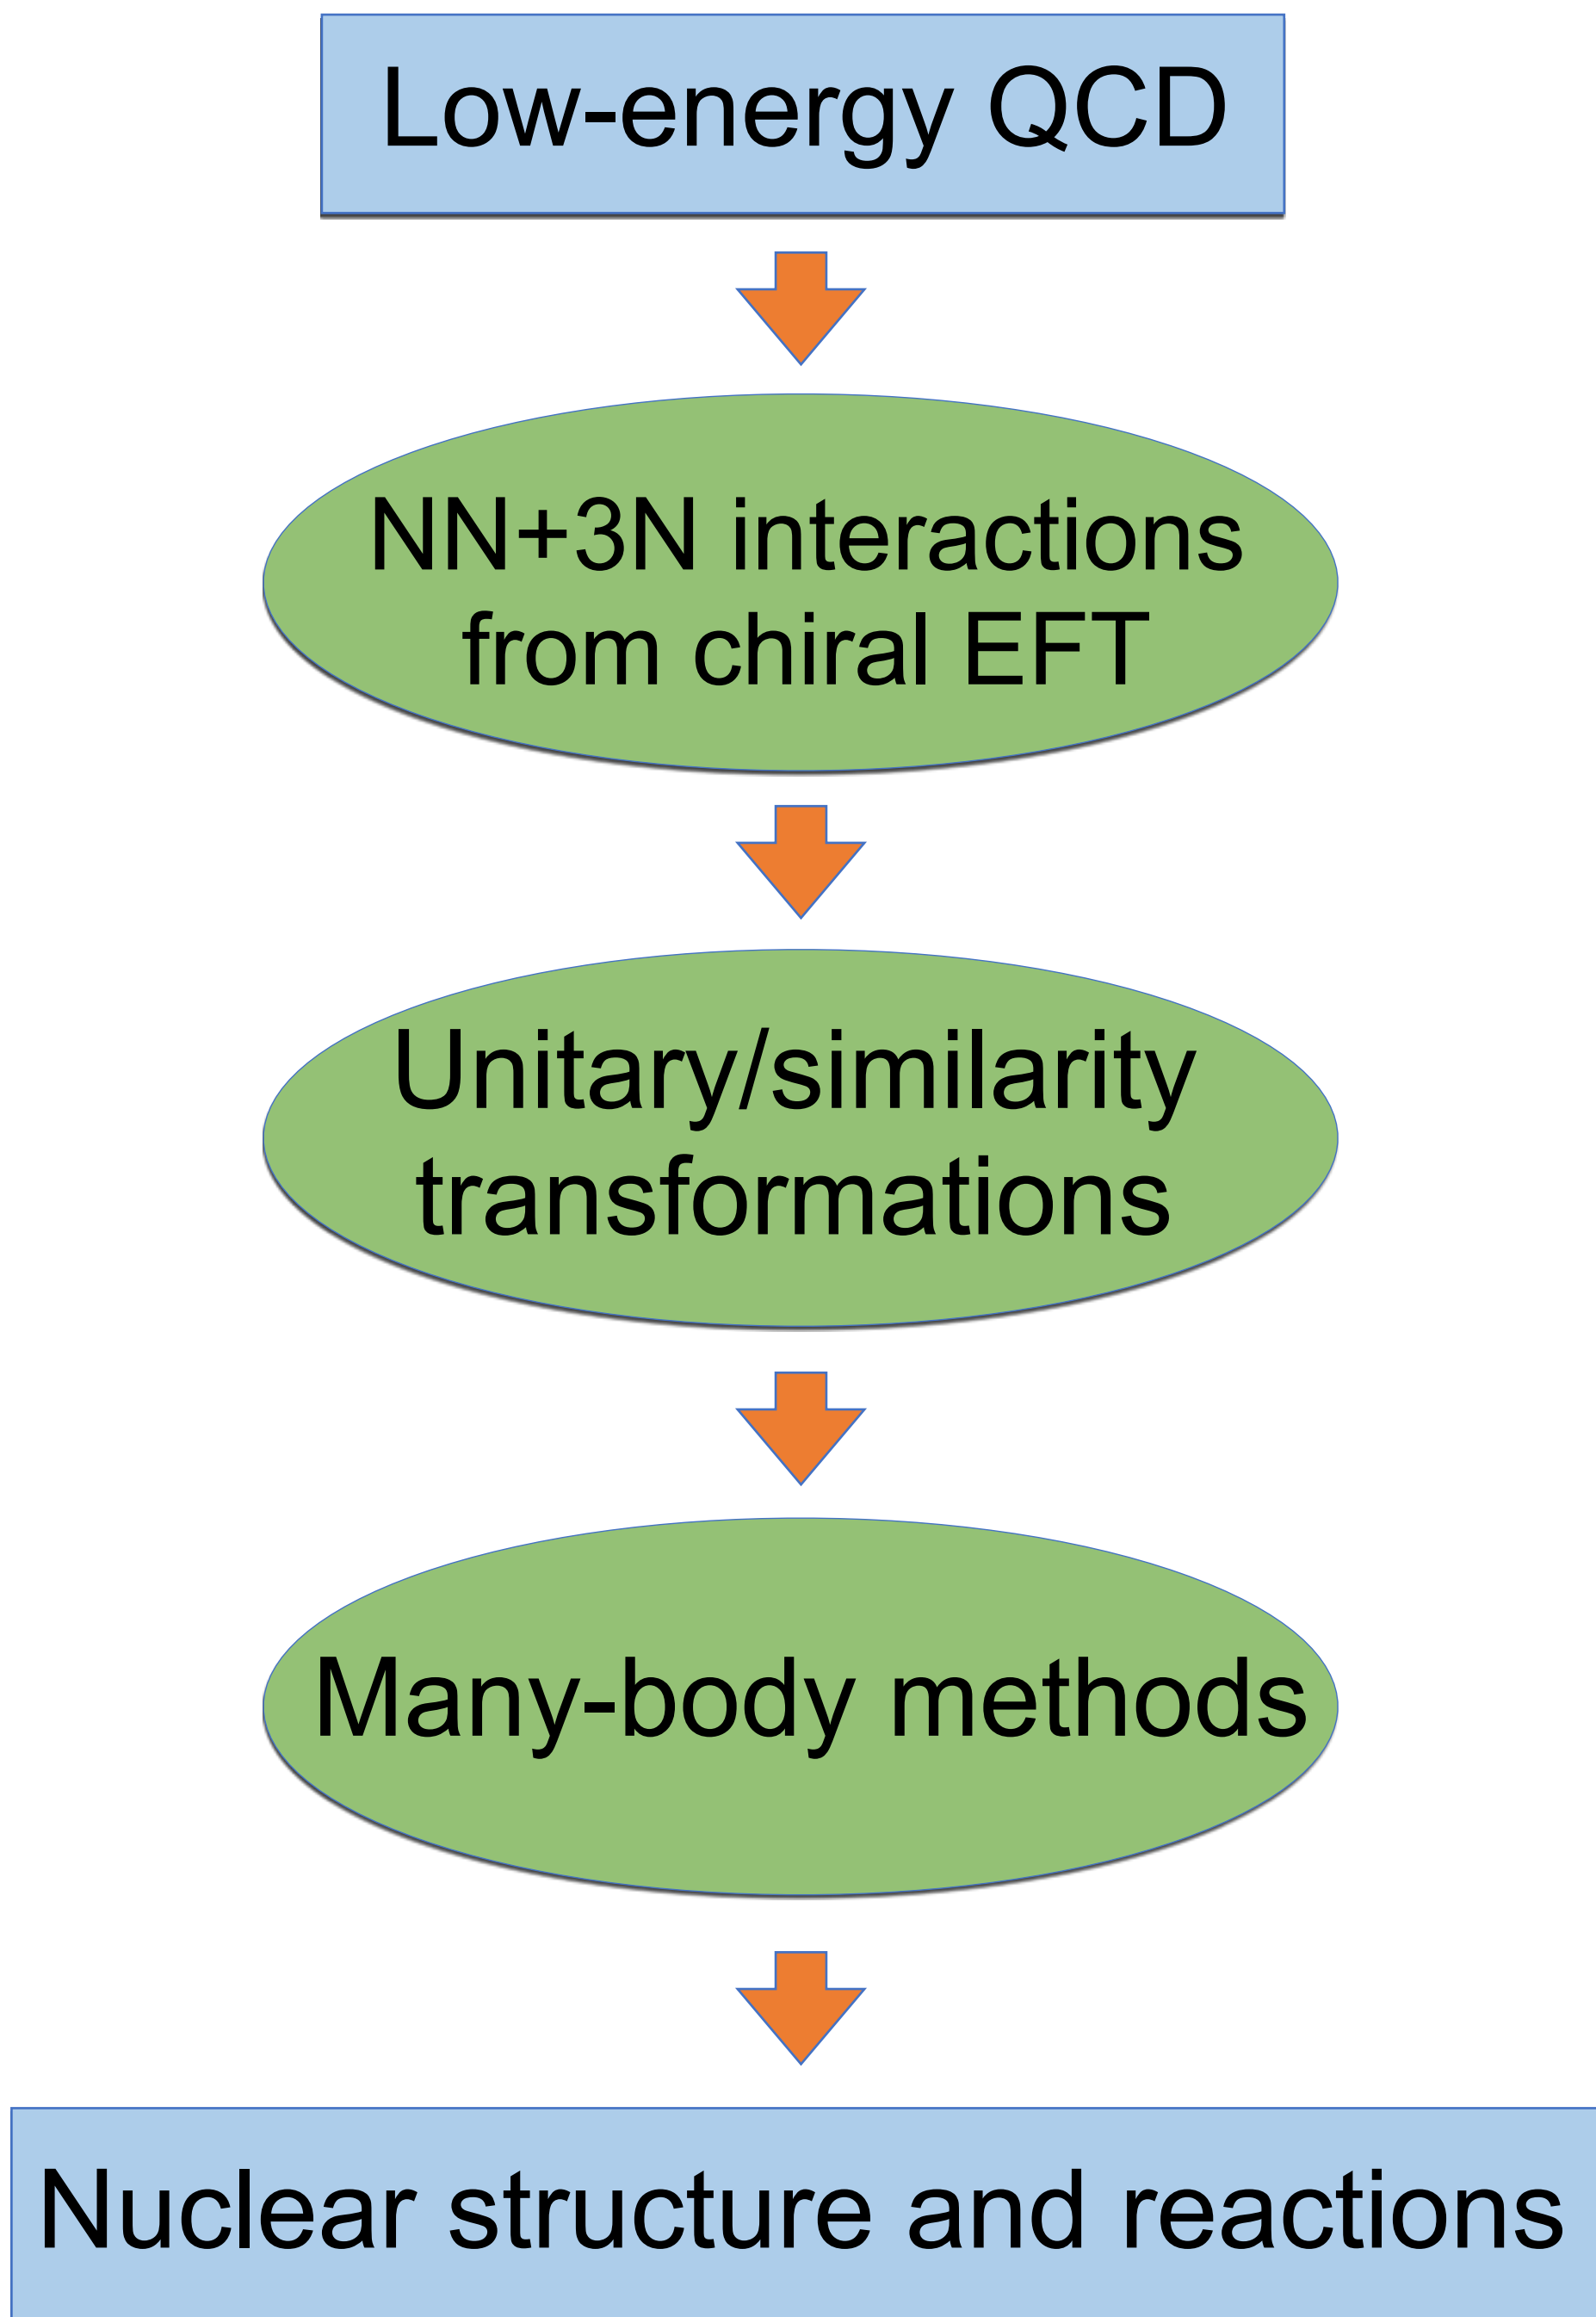 Low-energy QCD
NN+3N interactions
from chiral EFT
Unitary/similarity
transformations
Many-body methods
Nuclear structure and reactions